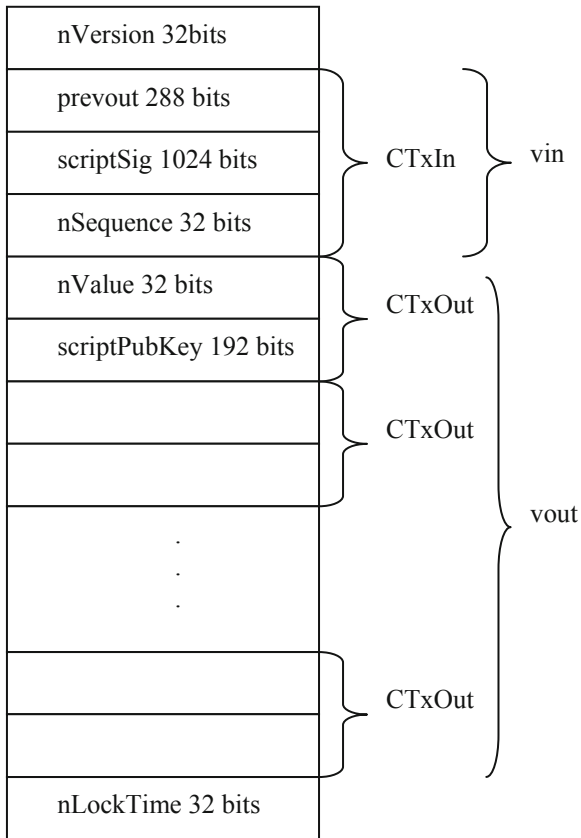 nVersion 32bits
prevout 288 bits
scriptSig 1024 bits
CTxIn
vin
nSequence 32 bits
nValue 32 bits
CTxOut
scriptPubKey 192 bits
CTxOut
.
.
.
vout
CTxOut
nLockTime 32 bits